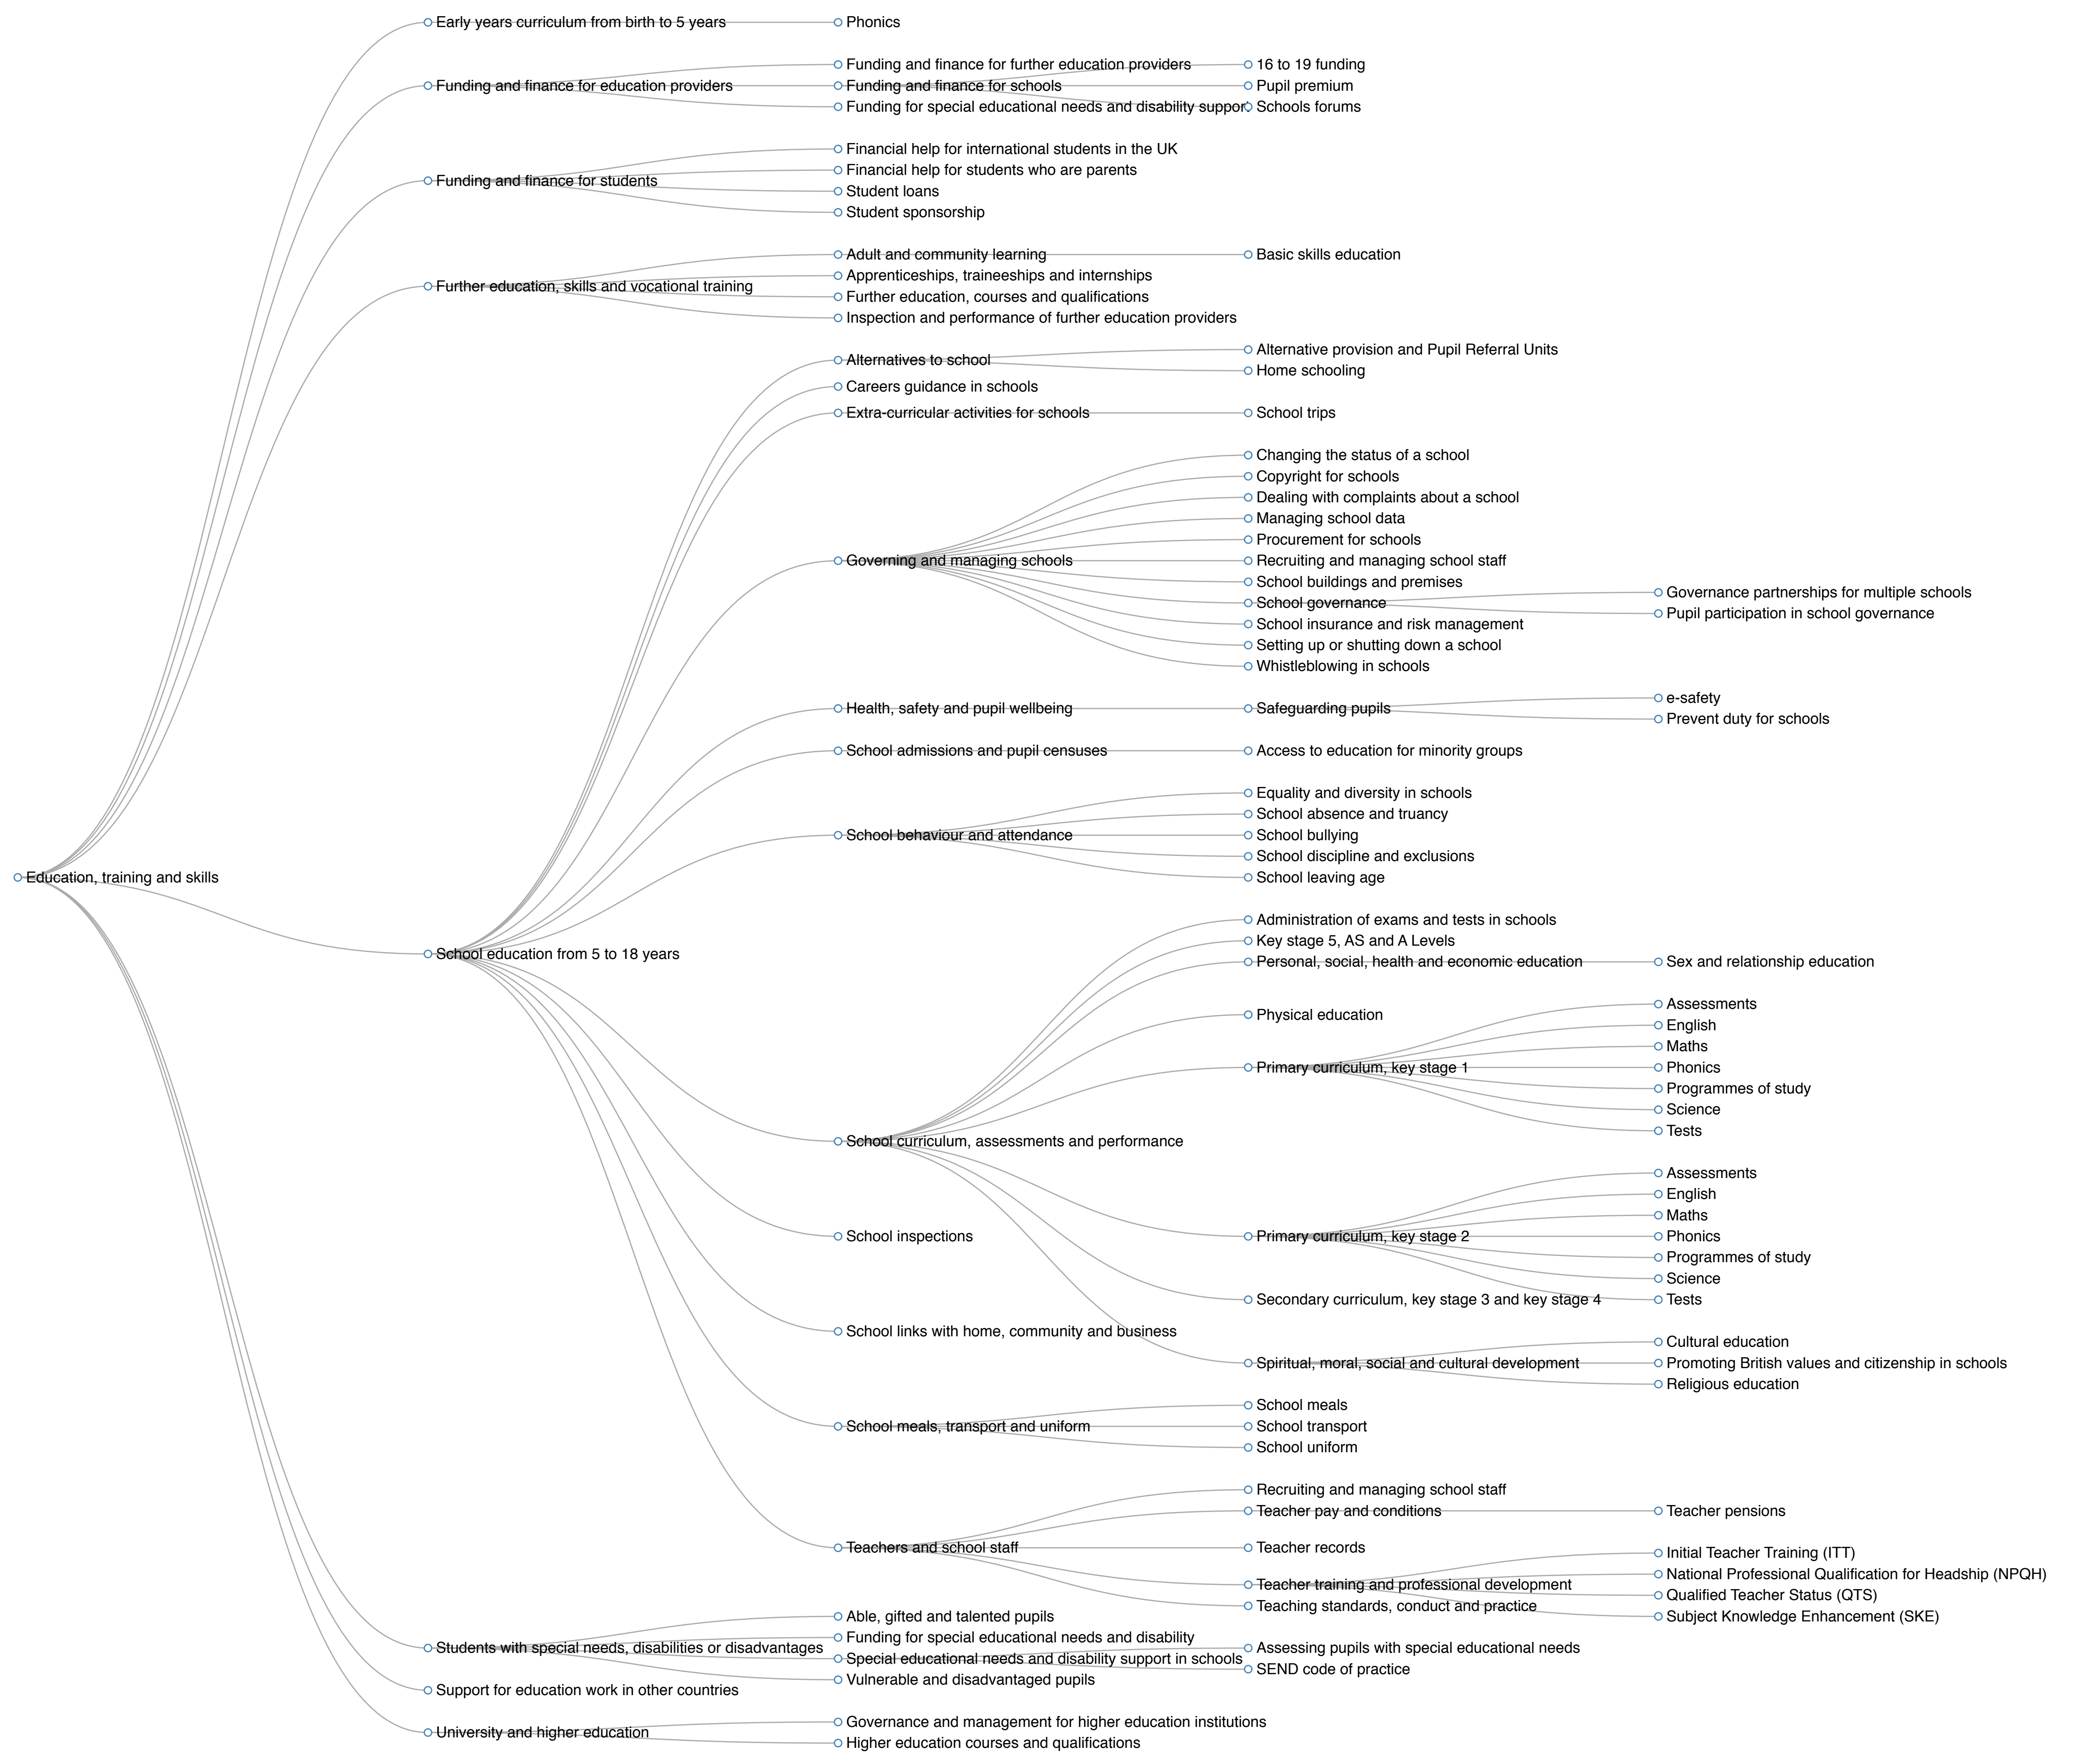 Early years curriculum from birth to 5 years
Phonics
Funding and finance for education providers
Funding and finance for further education providers
Funding and finance for schools
16 to 19 funding
Pupil premium
Schools forums
Funding for special educational needs and disability support
Funding and finance for students
Financial help for international students in the UK
Financial help for students who are parents
Student loans
Student sponsorship
Further education, skills and vocational training
Adult and community learning
Basic skills education
Apprenticeships, traineeships and internships
Further education, courses and qualifications
Inspection and performance of further education providers
Education, training and skills
School education from 5 to 18 years
Alternatives to school
Alternative provision and Pupil Referral Units
Home schooling
Careers guidance in schools
Extra-curricular activities for schools
School trips
Governing and managing schools
Changing the status of a school
Copyright for schools
Dealing with complaints about a school
Managing school data
Procurement for schools
Recruiting and managing school staff
School buildings and premises
School governance
Governance partnerships for multiple schools
Pupil participation in school governance
School insurance and risk management
Setting up or shutting down a school
Whistleblowing in schools
Health, safety and pupil wellbeing
Safeguarding pupils
e-safety
Prevent duty for schools
School admissions and pupil censuses
Access to education for minority groups
School behaviour and attendance
Equality and diversity in schools
School absence and truancy
School bullying
School discipline and exclusions
School leaving age
School curriculum, assessments and performance
Administration of exams and tests in schools
Key stage 5, AS and A Levels
Personal, social, health and economic education
Sex and relationship education
Physical education
Primary curriculum, key stage 1
Assessments
English
Maths
Phonics
Programmes of study
Science
Tests
Primary curriculum, key stage 2
Assessments
English
Maths
Phonics
Programmes of study
Science
Tests
Secondary curriculum, key stage 3 and key stage 4
Spiritual, moral, social and cultural development
Cultural education
Promoting British values and citizenship in schools
Religious education
School inspections
School links with home, community and business
School meals, transport and uniform
School meals
School transport
School uniform
Teachers and school staff
Recruiting and managing school staff
Teacher pay and conditions
Teacher pensions
Teacher records
Teacher training and professional development
Initial Teacher Training (ITT)
National Professional Qualification for Headship (NPQH)
Qualified Teacher Status (QTS)
Subject Knowledge Enhancement (SKE)
Teaching standards, conduct and practice
Students with special needs, disabilities or disadvantages
Able, gifted and talented pupils
Funding for special educational needs and disability
Special educational needs and disability support in schools
Assessing pupils with special educational needs
SEND code of practice
Vulnerable and disadvantaged pupils
Support for education work in other countries
University and higher education
Governance and management for higher education institutions
Higher education courses and qualifications